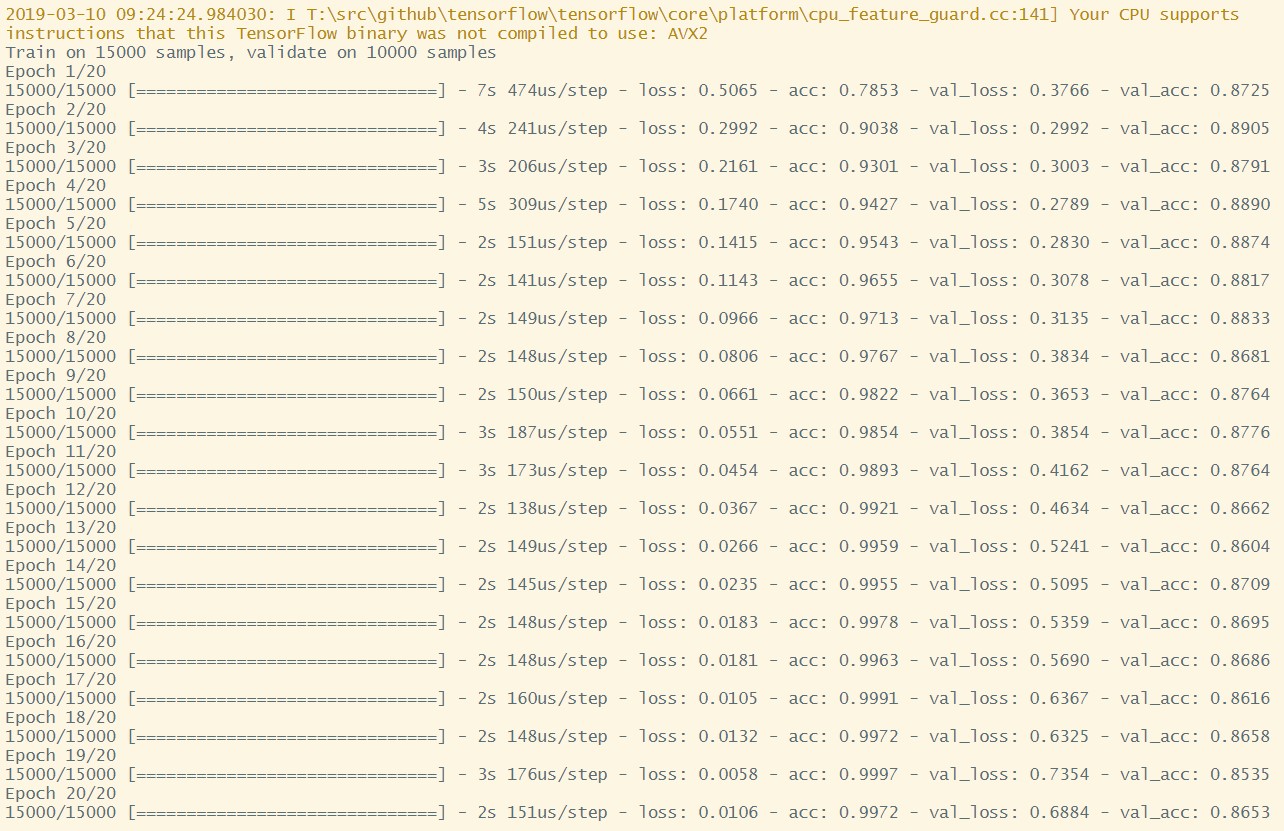 2019-03-10 09:24:24.984030: I T:\src\github\tensorflow\tensorflow\core\platform\cpu_feature_guard.cc:141] Your CPU supports
instructions that this TensorFlow binary was not compiled to use: AVX2
Train on 15000 samples, validate on 10000 samples
Epoch 1/20
15000/15000 [==============================] - 7s 474us/step - loss: 0.5065 - acc: 0.7853 - val_loss: 0.3766 - val_acc: 0.8725
Epoch 2/20
15000/15000 [==============================] - 4s 241us/step - loss: 0.2992 - acc: 0.9038 - val_loss: 0.2992 - val_acc: 0.8905
Epoch 3/20
15000/15000 [==============================] - 3s 206us/step - loss: 0.2161 - acc: 0.9301 - val_loss: 0.3003 - val_acc: 0.8791
Epoch 4/20
15000/15000 [==============================] - 5s 309us/step - loss: 0.1740 - acc: 0.9427 - val_loss: 0.2789 - val_acc: 0.8890
Epoch 5/20
15000/15000 [==============================] - 2s 151us/step - loss: 0.1415 - acc: 0.9543 - val_loss: 0.2830 - val_acc: 0.8874
Epoch 6/20
15000/15000 [==============================] - 2s 141us/step - loss: 0.1143 - acc: 0.9655 - val_loss: 0.3078 - val_acc: 0.8817
Epoch 7/20
15000/15000 [==============================] - 2s 149us/step - loss: 0.0966 - acc: 0.9713 - val_loss: 0.3135 - val_acc: 0.8833
Epoch 8/20
15000/15000 [==============================] - 2s 148us/step - loss: 0.0806 - acc: 0.9767 - val_loss: 0.3834 - val_acc: 0.8681
Epoch 9/20
15000/15000 [==============================] - 2s 150us/step - loss: 0.0661 - acc: 0.9822 - val_loss: 0.3653 - val_acc: 0.8764
Epoch 10/20
15000/15000 [==============================] - 3s 187us/step - loss: 0.0551 - acc: 0.9854 - val_loss: 0.3854 - val_acc: 0.8776
Epoch 11/20
15000/15000 [==============================] - 3s 173us/step - loss: 0.0454 - acc: 0.9893 - val_loss: 0.4162 - val_acc: 0.8764
Epoch 12/20
15000/15000 [==============================] - 2s 138us/step - loss: 0.0367 - acc: 0.9921 - val_loss: 0.4634 - val_acc: 0.8662
Epoch 13/20
15000/15000 [==============================] - 2s 149us/step - loss: 0.0266 - acc: 0.9959 - val_loss: 0.5241 - val_acc: 0.8604
Epoch 14/20
15000/15000 [==============================] - 2s 145us/step - loss: 0.0235 - acc: 0.9955 - val_loss: 0.5095 - val_acc: 0.8709
Epoch 15/20
15000/15000 [==============================] - 2s 148us/step - loss: 0.0183 - acc: 0.9978 - val_loss: 0.5359 - val_acc: 0.8695
Epoch 16/20
15000/15000 [==============================] - 2s 148us/step - loss: 0.0181 - acc: 0.9963 - val_loss: 0.5690 - val_acc: 0.8686
Epoch 17/20
15000/15000 [==============================] - 2s 160us/step - loss: 0.0105 - acc: 0.9991 - val_loss: 0.6367 - val_acc: 0.8616
Epoch 18/20
15000/15000 [==============================] - 2s 148us/step - loss: 0.0132 - acc: 0.9972 - val_loss: 0.6325 - val_acc: 0.8658
Epoch 19/20
15000/15000 [==============================] - 3s 176us/step - loss: 0.0058 - acc: 0.9997 - val_loss: 0.7354 - val_acc: 0.8535
Epoch 20/20
15000/15000 [==============================] - 2s 151us/step - loss: 0.0106 - acc: 0.9972 - val_loss: 0.6884 - val_acc: 0.8653